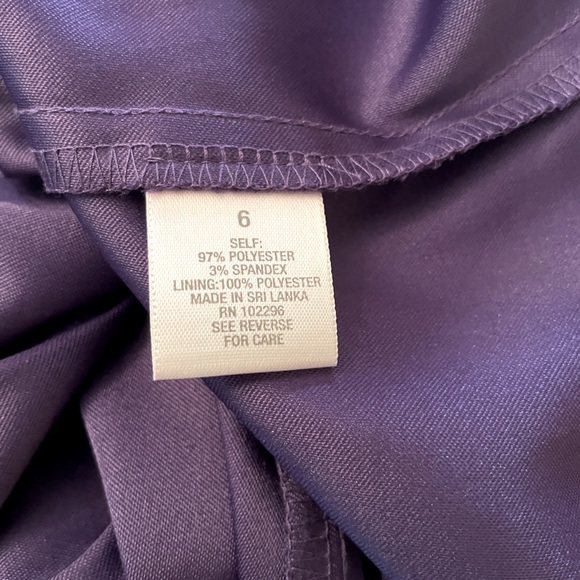 6
SELF:
97% POLYESTER
3% SPANDEX
LINING:100% POLYESTER
MADE IN SRI LANKA
RN 102296
SEE REVERSE
FOR CARE